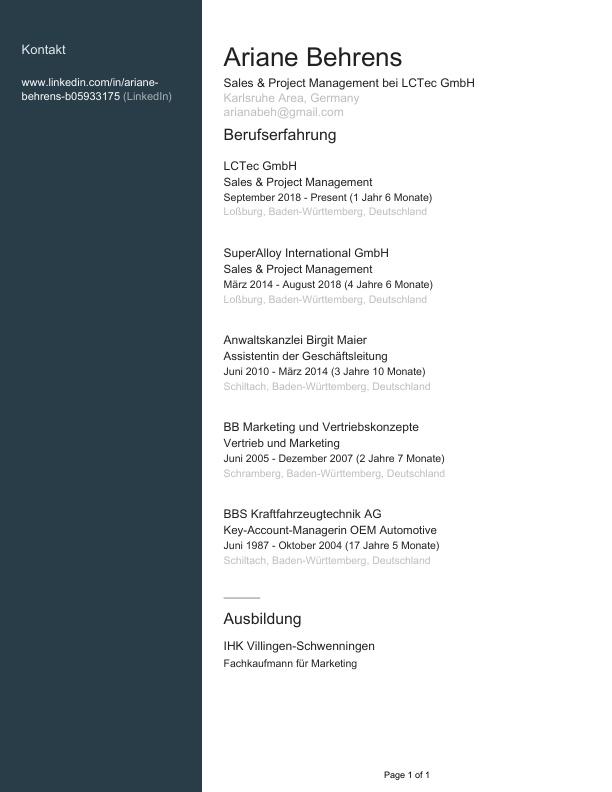 Kontakt
www.linkedin.com/in/ariane-
behrens-b05933175 (LinkedIn)
Ariane Behrens
Sales & Project Management bei LCTec GmbH
Karlsruhe Area, Germany
arianabeh@gmail.com
Berufserfahrung
LCTec GmbH
Sales & Project Management
September 2018 - Present (1 Jahr 6 Monate)
Loßburg, Baden-Württemberg, Deutschland
SuperAlloy International GmbH
Sales & Project Management
März 2014 - August 2018 (4 Jahre 6 Monate)
Loßburg, Baden-Württemberg, Deutschland
Anwaltskanzlei Birgit Maier
Assistentin der Geschäftsleitung
Juni 2010 - März 2014 (3 Jahre 10 Monate)
Schiltach, Baden-Württemberg, Deutschland
BB Marketing und Vertriebskonzepte
Vertrieb und Marketing
Juni 2005 - Dezember 2007 (2 Jahre 7 Monate)
Schramberg, Baden-Württemberg, Deutschland
BBS Kraftfahrzeugtechnik AG
Key-Account-Managerin OEM Automotive
Juni 1987 - Oktober 2004 (17 Jahre 5 Monate)
Schiltach, Baden-Württemberg, Deutschland
Ausbildung
IHK Villingen-Schwenningen
Fachkaufmann für Marketing
Page 1 of 1